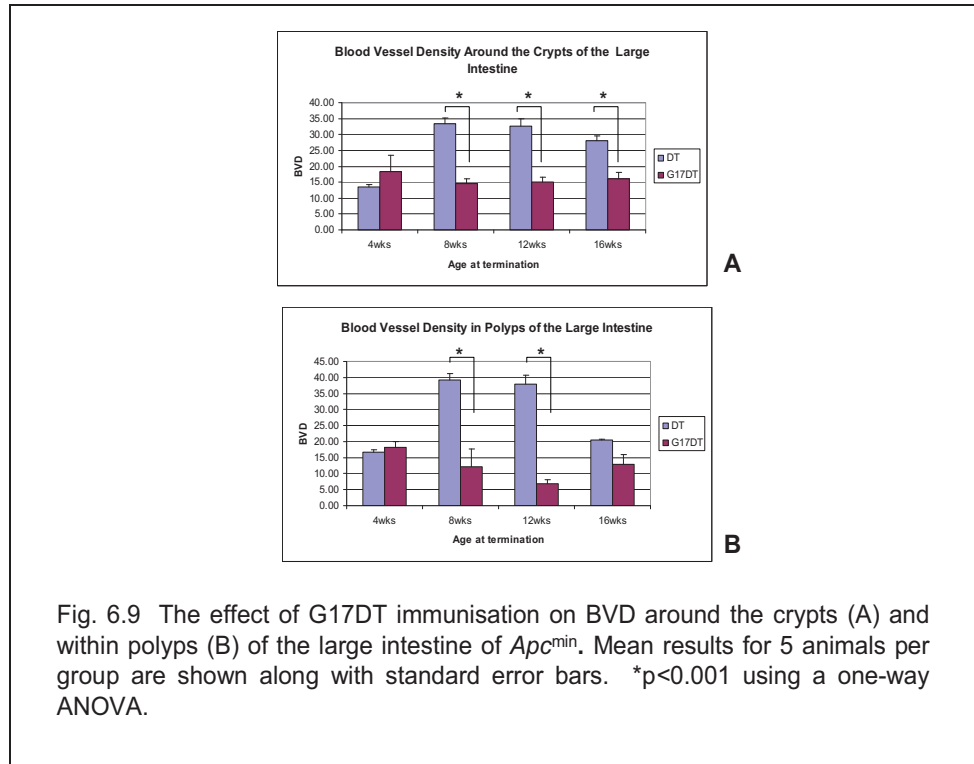 Blood Vessel Density Around the Crypts of the Large
Intestine
* * *
40.00
35.00
30.00
25.00
20.00
15.00
10.00
5.00
0.00
BVD
4wks 8wks 12wks 16wks
Age at termination
DT
G17DT
A
Blood Vessel Density in Polyps of the Large Intestine
* *
45.00
40.00
35.00
30.00
25.00
20.00
15.00
10.00
5.00
0.00
BVD
4wks 8wks 12wks 16wks
Age at termination
DT
G17DT
B
Fig. 6.9 The effect of G17DT immunisation on BVD around the crypts (A) and
within polyps (B) of the large intestine of Apcmin. Mean results for 5 animals per
group are shown along with standard error bars. *p<0.001 using a one-way
ANOVA.